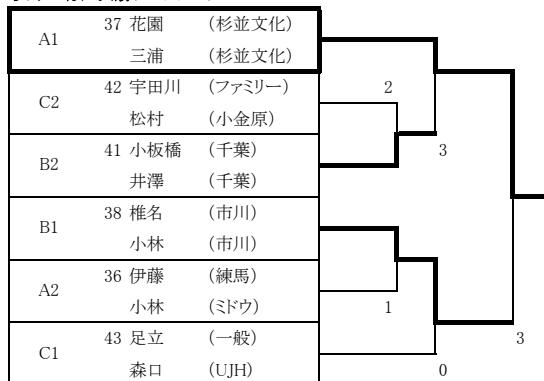 A1 37 花園 (杉並文化)
三浦 (杉並文化)
C2 42 宇田川 (ファミリー) 2
松村 (小金原)
B2 41 小板橋 (千葉) 3
井澤 (千葉)
B1 38 椎名 (市川)
小林 (市川)
A2 36 伊藤 (練馬)
小林 (ミドウ) 1
C1 43 足立 (一般) 3
森口 (UJH) 0